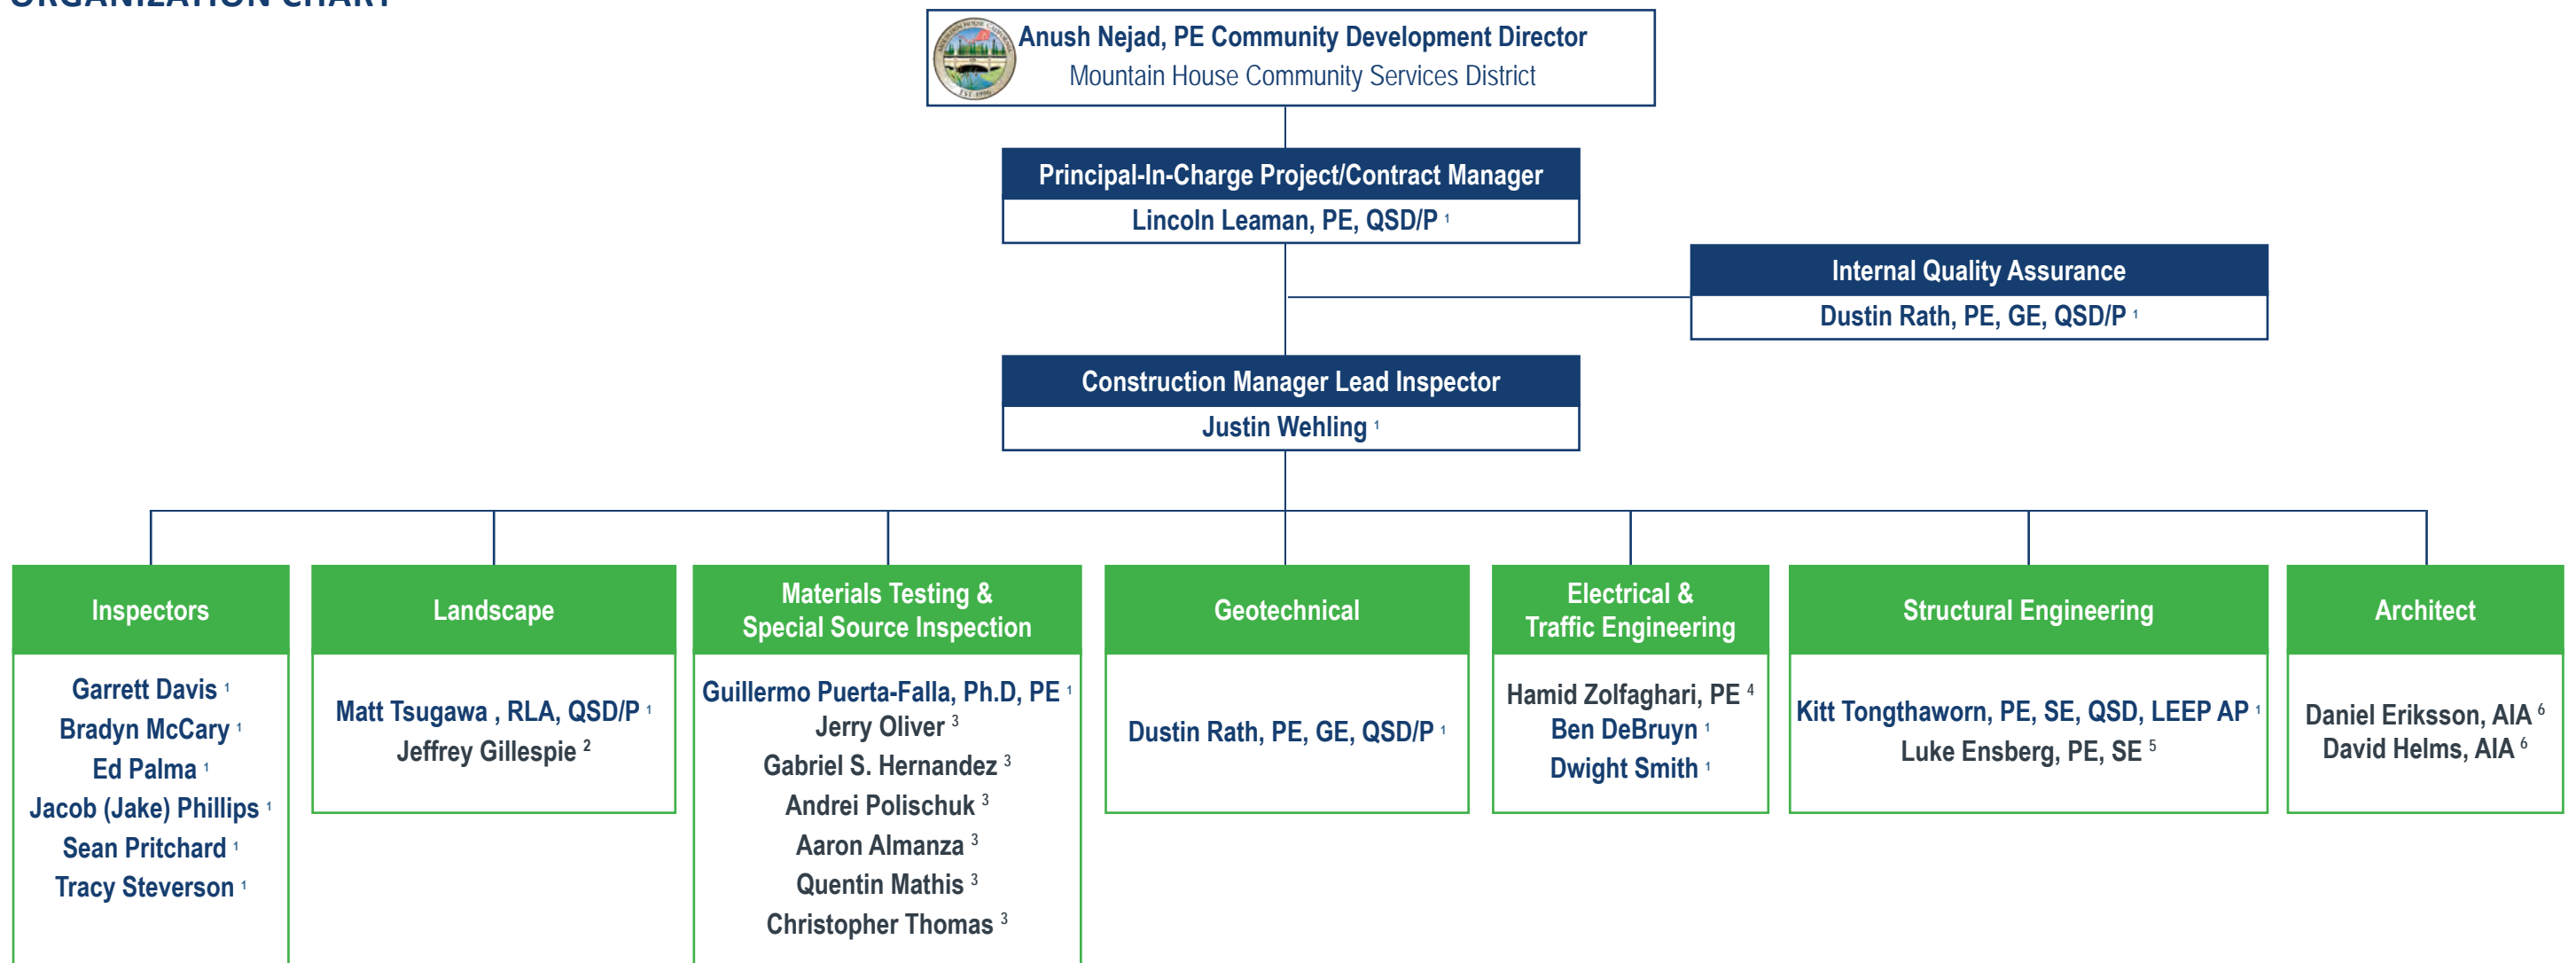 ORGANIZATION CHART
Anush Nejad, PE Community Development Director
Mountain House Community Services District
EST 1996
Principal-In-Charge Project/Contract Manager
Lincoln Leaman, PE, QSD/P 1
Internal Quality Assurance
Dustin Rath, PE, GE, QSD/P 1
Construction Manager Lead Inspector
Justin Wehling 1
Inspectors
Garrett Davis 1
Bradyn McCary 1
Ed Palma 1
Jacob (Jake) Phillips 1
Sean Pritchard 1
Tracy Steverson 1
Landscape
Matt Tsugawa , RLA, QSD/P 1
Jeffrey Gillespie 2
Materials Testing &
Special Source Inspection
Guillermo Puerta-Falla, Ph.D, PE 1
Jerry Oliver 3
Gabriel S. Hernandez 3
Andrei Polischuk 3
Aaron Almanza 3
Quentin Mathis 3
Christopher Thomas 3
Geotechnical
Dustin Rath, PE, GE, QSD/P 1
Electrical &
Traffic Engineering
Hamid Zolfaghari, PE 4
Ben DeBruyn 1
Dwight Smith 1
Structural Engineering
Kitt Tongthaworn, PE, SE, QSD, LEEP AP 1
Luke Ensberg, PE, SE 5
Architect
Daniel Eriksson, AIA 6
David Helms, AIA 6